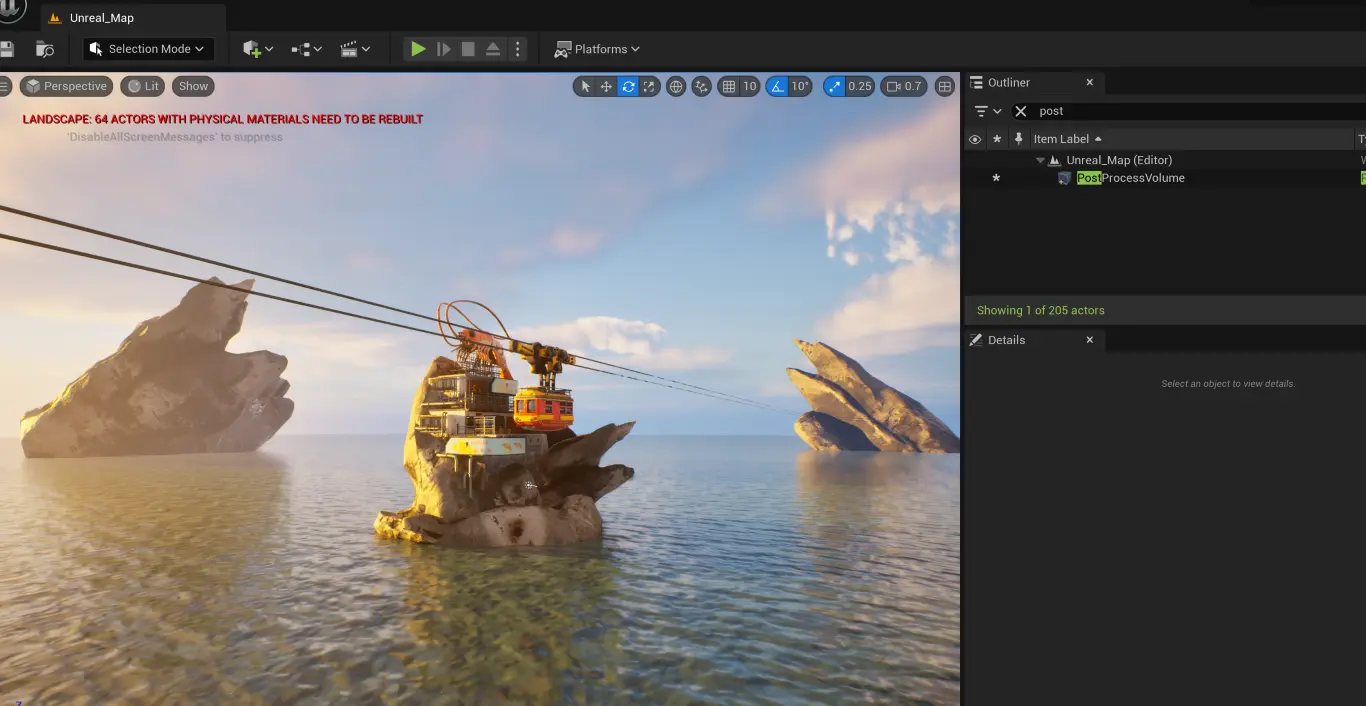 Unreal_Map
Selection Mode
Platforms
Perspective
Lit
Show
10
10°
0.25
0.7
LANDSCAPE: 64 ACTORS WITH PHYSICAL MATERIALS NEED TO BE REBUILT
'DisableAllScreenMessages' to suppress
Outliner
post
Item Label
Unreal_Map (Editor)
PostProcessVolume
Showing 1 of 205 actors
Details
Select an object to view details.